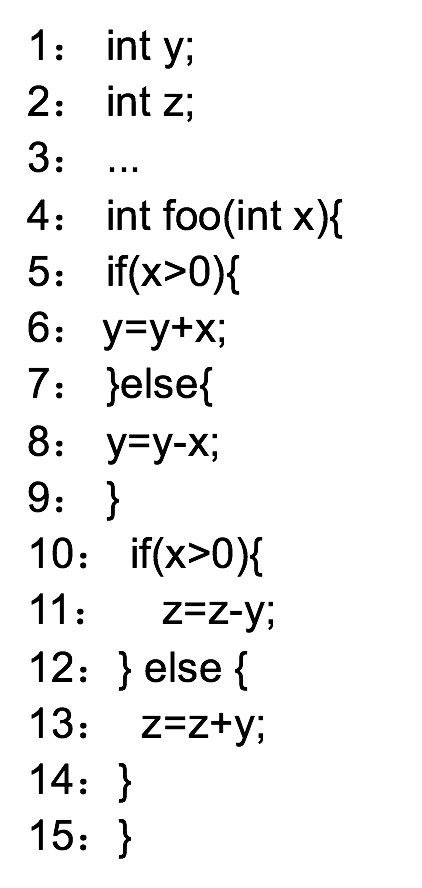 1： int y;
2： int z;
3： ...
4： int foo(int x){
5： if(x>0){
6： y=y+x;
7： }else{
8： y=y-x;
9： }
10： if(x>0){
11： z=z-y;
12：} else {
13： z=z+y;
14：}
15：}